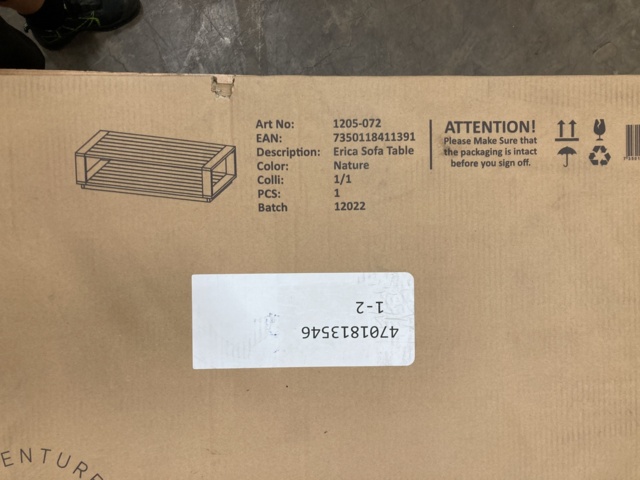 Art No: 1205-072
EAN: 7350118411391
Description: Erica Sofa Table
Color: Nature
Colli: 1/1
PCS: 1
Batch 12022
ATTENTION!
Please Make Sure that
the packaging is intact
before you sign off.
4701813546
1-2
ENTURE